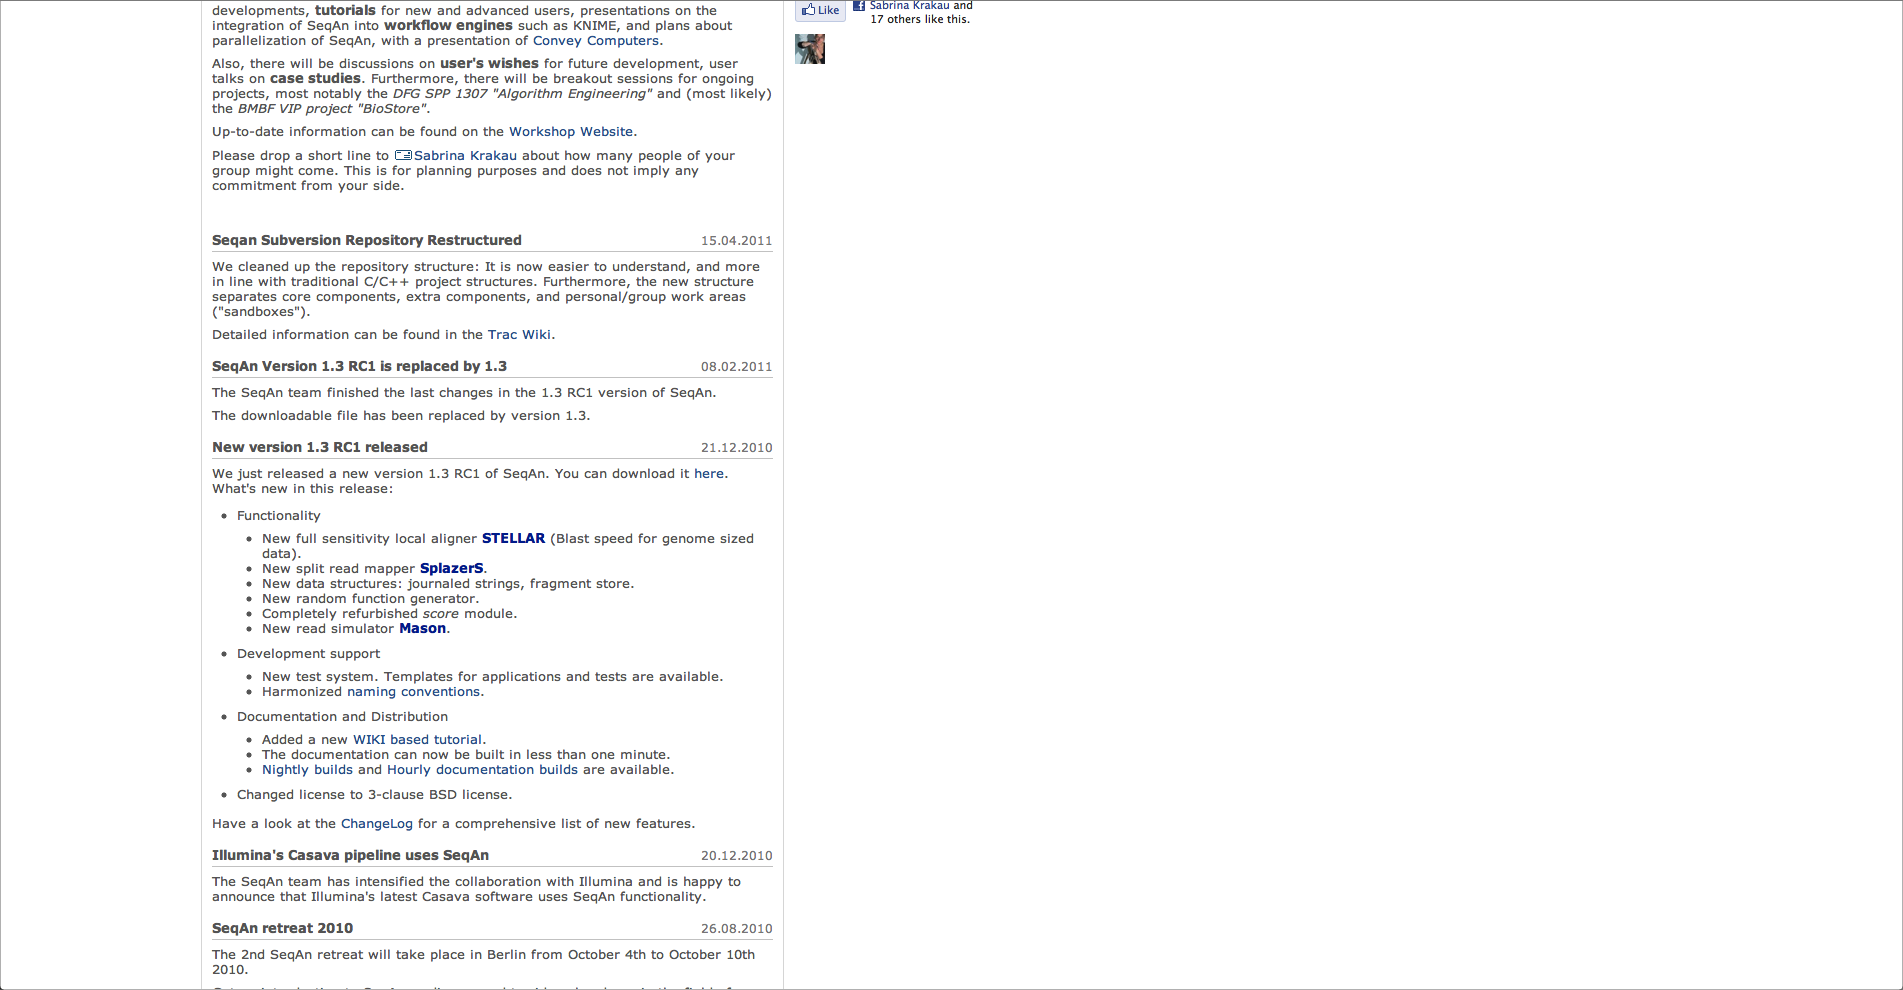 developments, tutorials for new and advanced users, presentations on the
integration of SeqAn into workflow engines such as KNIME, and plans about
parallelization of SeqAn, with a presentation of Convey Computers.
Also, there will be discussions on user's wishes for future development, user
talks on case studies. Furthermore, there will be breakout sessions for ongoing
projects, most notably the DFG SPP 1307 "Algorithm Engineering" and (most likely)
the BMBF VIP project "BioStore".
Up-to-date information can be found on the Workshop Website.
Please drop a short line to Sabrina Krakau about how many people of your
group might come. This is for planning purposes and does not imply any
commitment from your side.
Seqan Subversion Repository Restructured 15.04.2011
We cleaned up the repository structure: It is now easier to understand, and more
in line with traditional C/C++ project structures. Furthermore, the new structure
separates core components, extra components, and personal/group work areas
("sandboxes").
Detailed information can be found in the Trac Wiki.
SeqAn Version 1.3 RC1 is replaced by 1.3 08.02.2011
The SeqAn team finished the last changes in the 1.3 RC1 version of SeqAn.
The downloadable file has been replaced by version 1.3.
New version 1.3 RC1 released 21.12.2010
We just released a new version 1.3 RC1 of SeqAn. You can download it here.
What's new in this release:
• Functionality
• New full sensitivity local aligner STELLAR (Blast speed for genome sized
data).
• New split read mapper SplazerS.
• New data structures: journaled strings, fragment store.
• New random function generator.
• Completely refurbished score module.
• New read simulator Mason.
• Development support
• New test system. Templates for applications and tests are available.
• Harmonized naming conventions.
• Documentation and Distribution
• Added a new WIKI based tutorial.
• The documentation can now be built in less than one minute.
• Nightly builds and Hourly documentation builds are available.
• Changed license to 3-clause BSD license.
Have a look at the ChangeLog for a comprehensive list of new features.
Illumina's Casava pipeline uses SeqAn 20.12.2010
The SeqAn team has intensified the collaboration with Illumina and is happy to
announce that Illumina's latest Casava software uses SeqAn functionality.
SeqAn retreat 2010 26.08.2010
The 2nd SeqAn retreat will take place in Berlin from October 4th to October 10th
2010.
Like
Sabrina Krakau and
17 others like this.